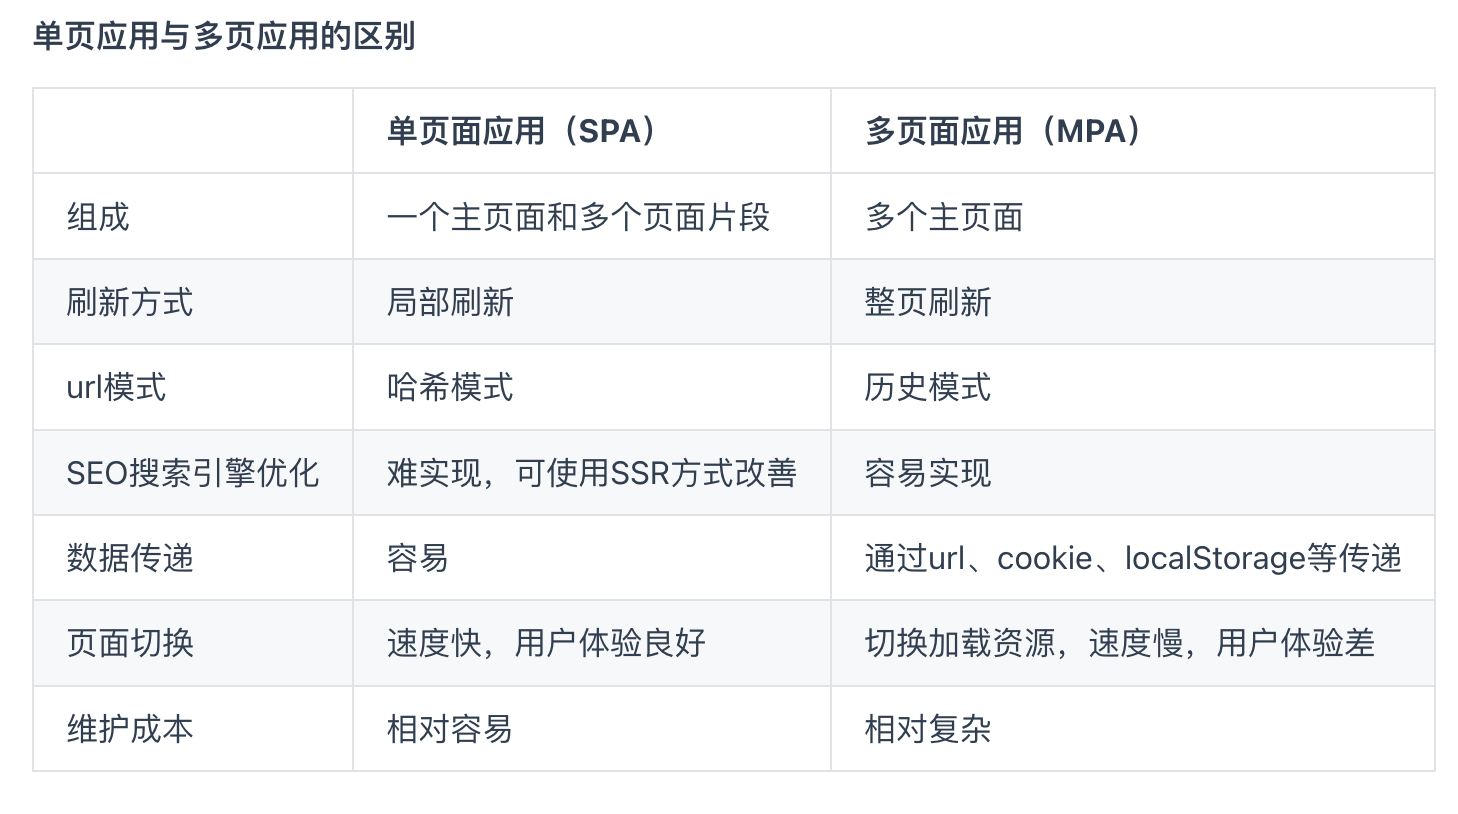 单页应用与多页应用的区别
单页面应用（SPA） 多页面应用（MPA）
组成 一个主页面和多个页面片段 多个主页面
刷新方式 局部刷新 整页刷新
url模式 哈希模式 历史模式
SEO搜索引擎优化 难实现，可使用SSR方式改善 容易实现
数据传递 容易 通过url、cookie、localStorage等传递
页面切换 速度快，用户体验良好 切换加载资源，速度慢，用户体验差
维护成本 相对容易 相对复杂